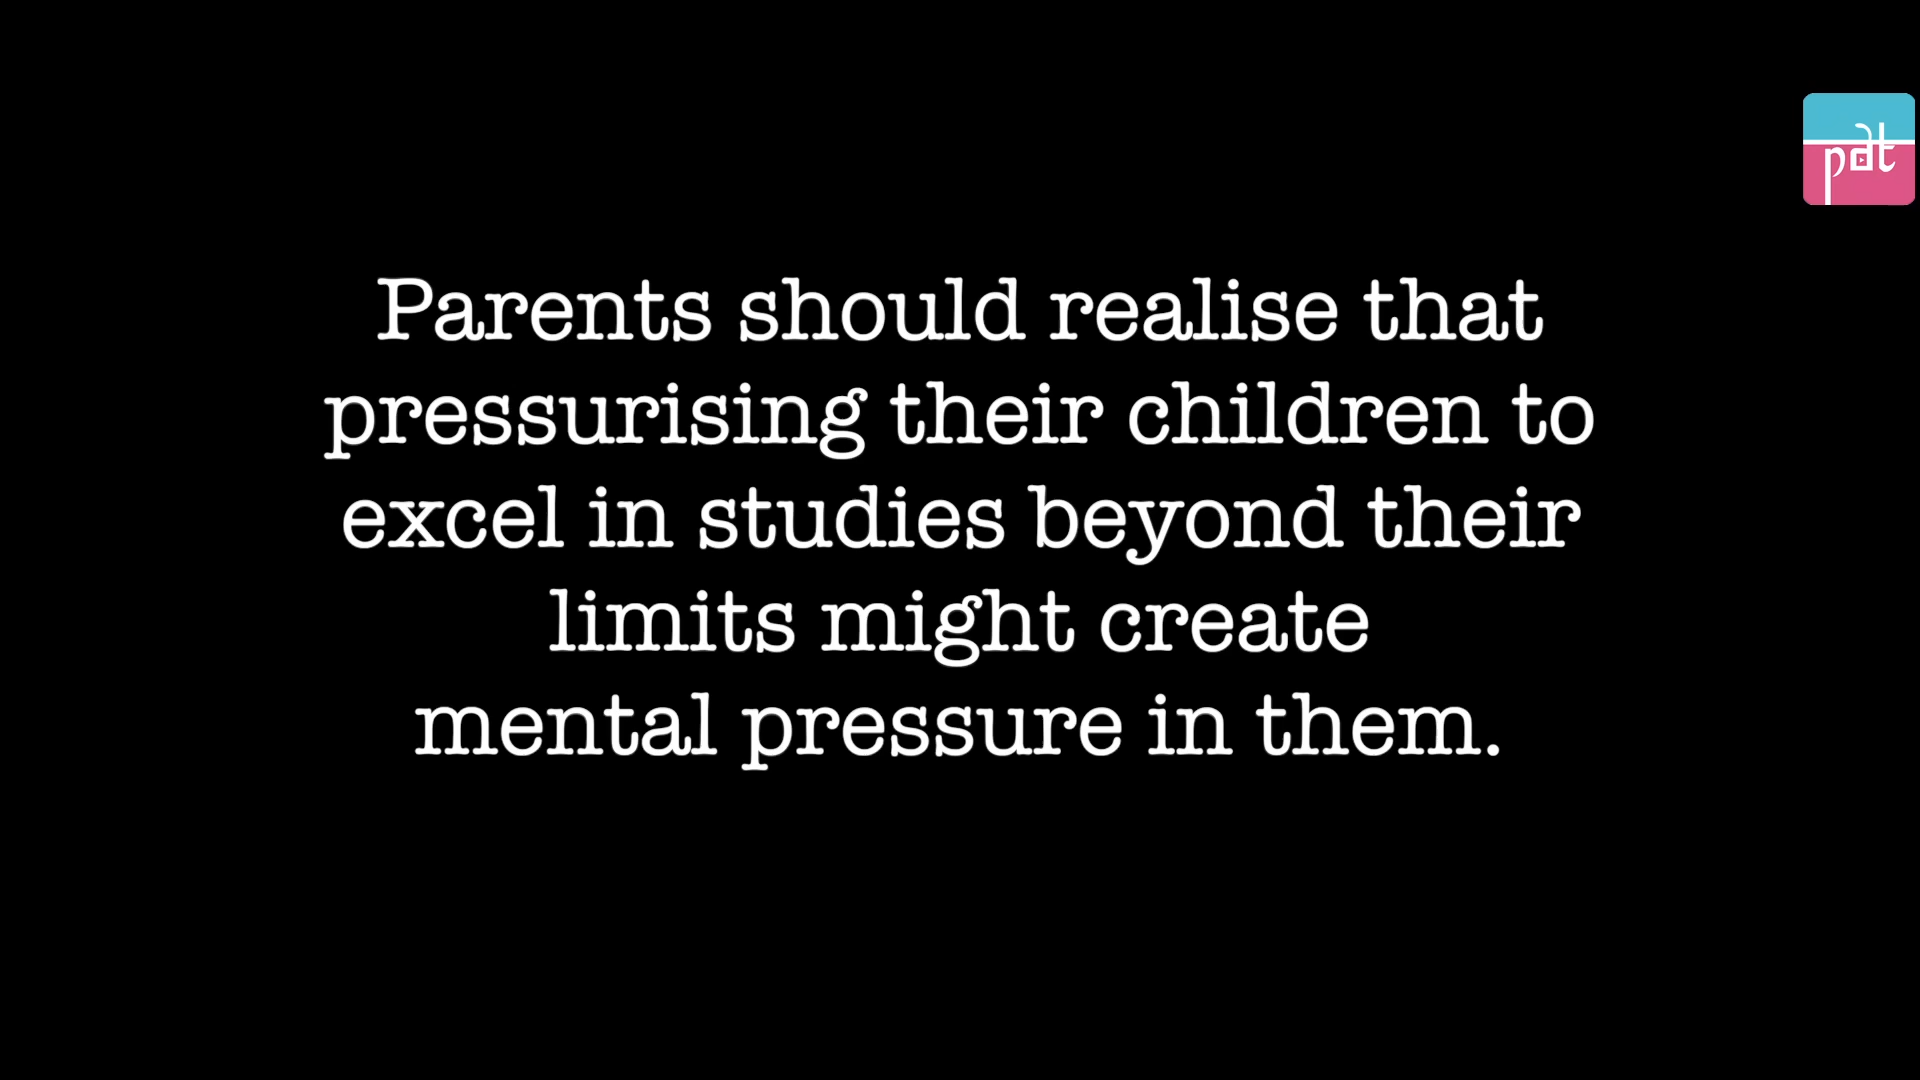 pat
Parents should realise that
pressurising their children to
excel in studies beyond their
limits might create
mental pressure in them.